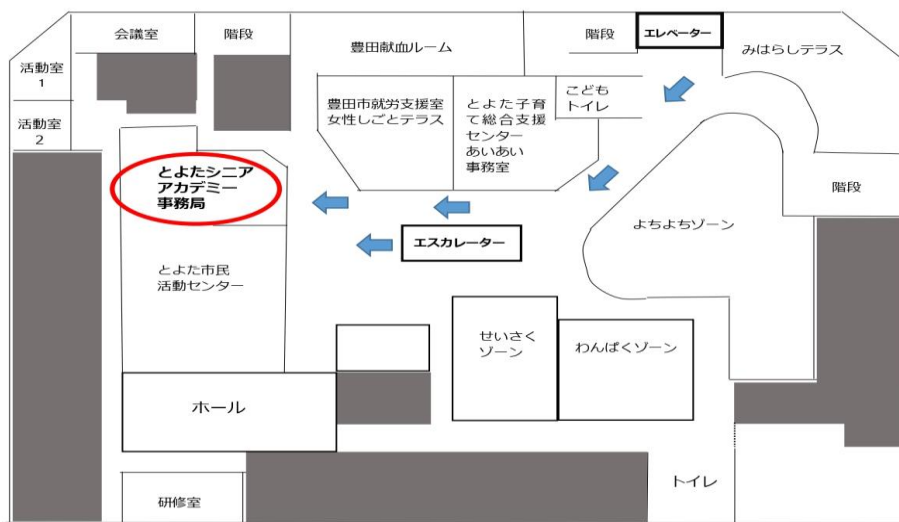 会議室
階段
豊田献血ルーム
階段
エレベーター
みはらしテラス
活動室
1
活動室
2
豊田市就労支援室
女性しごとテラス
とよた子育
て総合支援
センター
あいあい
事務室
こども
トイレ
とよたシニア
アカデミー
事務局
階段
よちよちゾーン
エスカレーター
とよた市民
活動センター
せいさく
ゾーン
わんぱくゾーン
ホール
研修室
トイレ